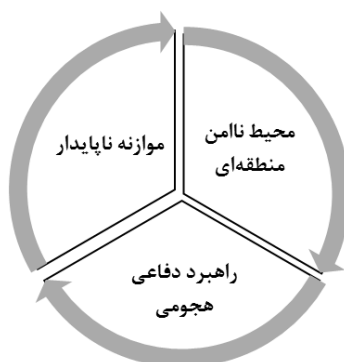 محیط ناامن
منطقه‌ای
راهبرد دفاعی
هجومی
موازنه ناپایدار